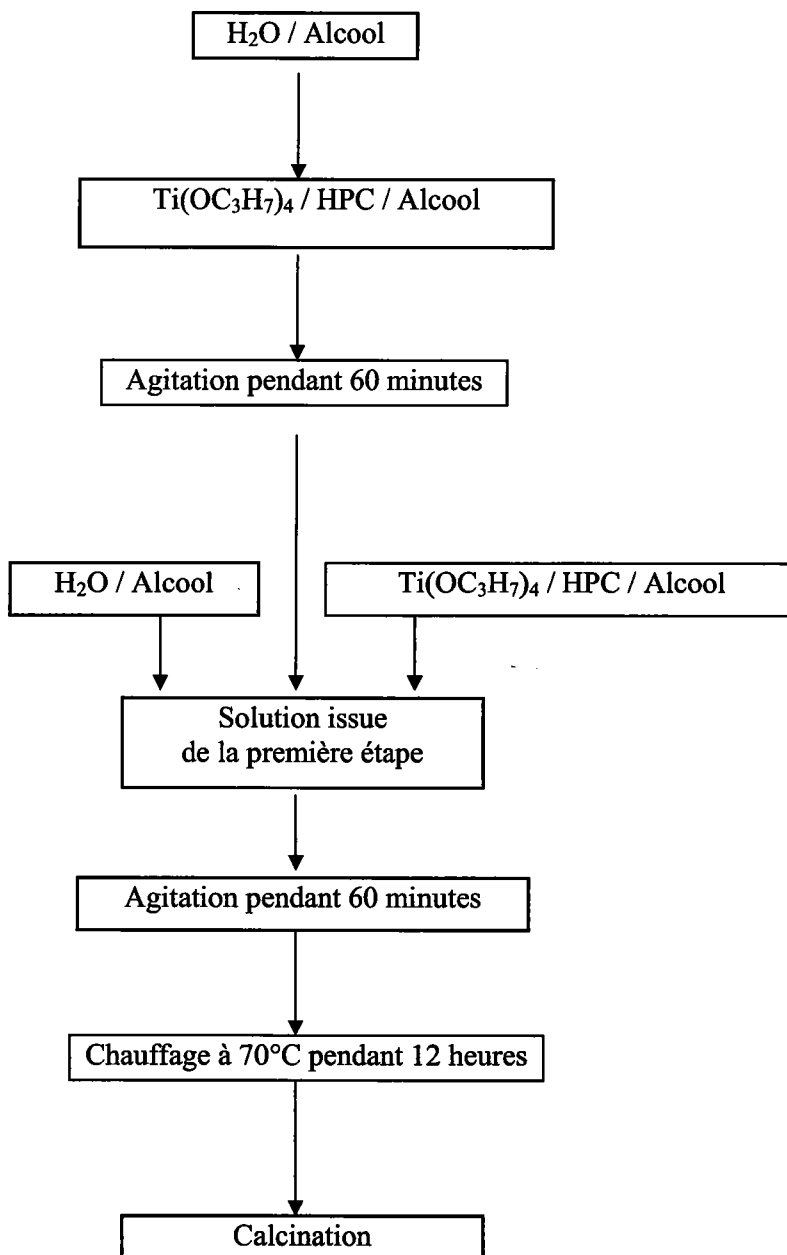 H₂O / Alcool
Ti(OC₃H₇)₄ / HPC / Alcool
Agitation pendant 60 minutes
H₂O / Alcool
Ti(OC₃H₇)₄ / HPC / Alcool
Solution issue
de la première étape
Agitation pendant 60 minutes
Chauffage à 70°C pendant 12 heures
Calcination